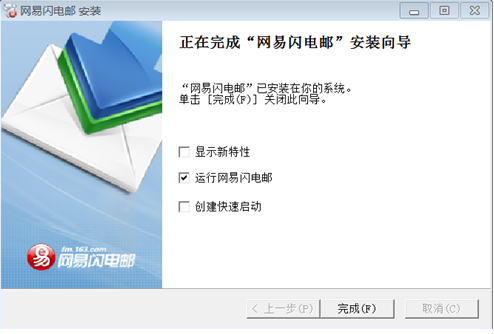 网易闪电邮 安装
正在完成“网易闪电邮”安装向导
“网易闪电邮”已安装在你的系统。
单击 [完成(F)] 关闭此向导。
显示新特性
运行网易闪电邮
创建快速启动
fm.163.com
网易闪电邮
< 上一步(P)
完成(F)
取消(C)